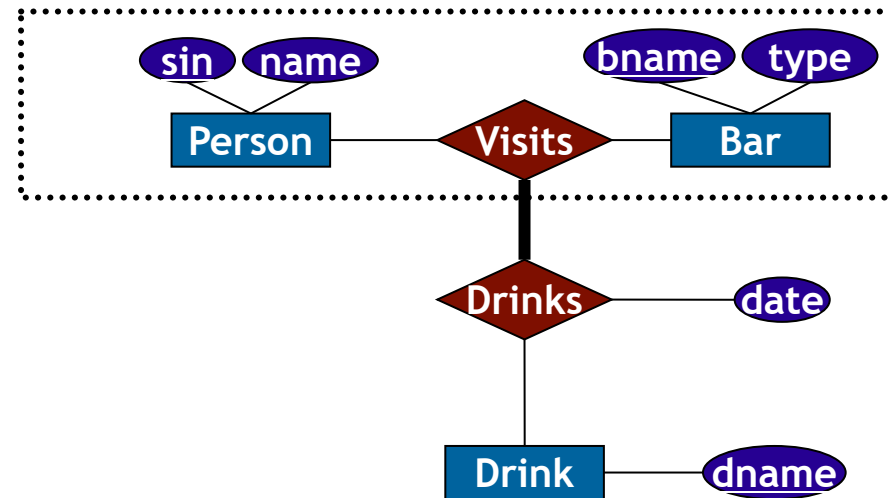 sin name bname type
Person Visits Bar
Drinks date
Drink dname